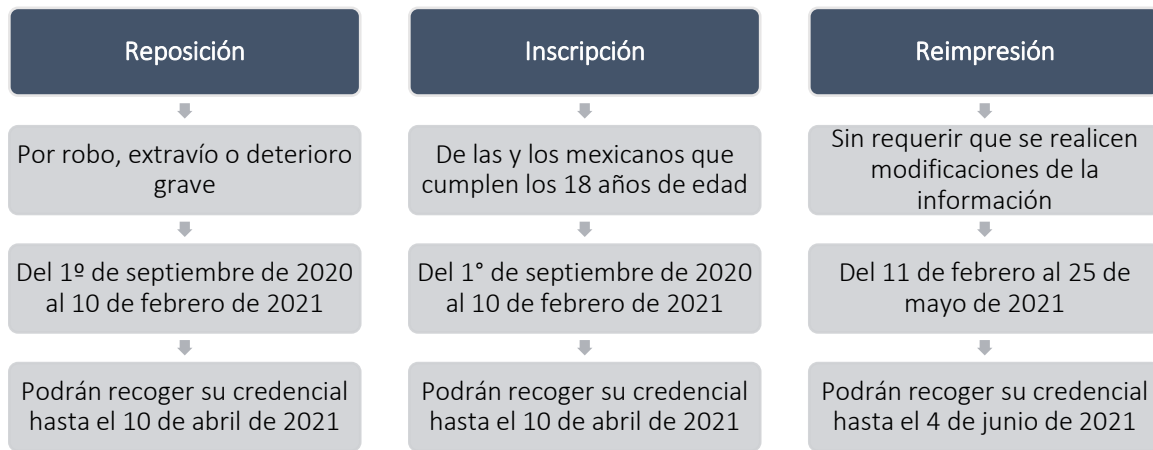 Reposición
Por robo, extravío o deterioro
grave
Del 1º de septiembre de 2020
al 10 de febrero de 2021
Podrán recoger su credencial
hasta el 10 de abril de 2021
Inscripción
De las y los mexicanos que
cumplen los 18 años de edad
Del 1° de septiembre de 2020
al 10 de febrero de 2021
Podrán recoger su credencial
hasta el 10 de abril de 2021
Reimpresión
Sin requerir que se realicen
modificaciones de la
información
Del 11 de febrero al 25 de
mayo de 2021
Podrán recoger su credencial
hasta el 4 de junio de 2021